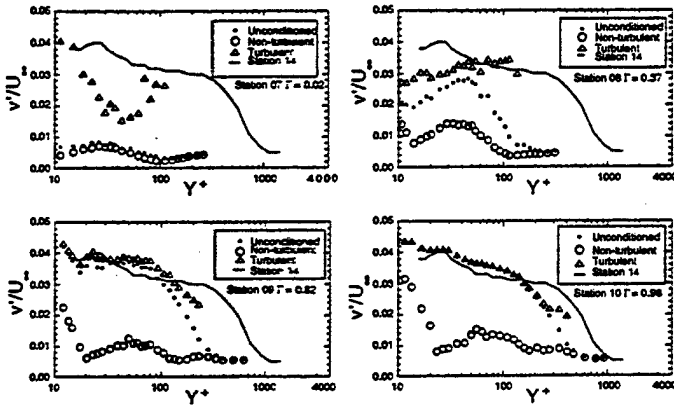 0.05
0.04
0.03
0.02
0.01
0.00
v'/U∞
10
100
1000
4000
Y⁺
Unconditioned
Non-turbulent
Turbulent
Station 14
Station 07 Γ = 0.02
0.05
0.04
0.03
0.02
0.01
0.00
v'/U∞
10
100
1000
4000
Y⁺
Unconditioned
Non-turbulent
Turbulent
Station 14
Station 08 Γ = 0.37
0.05
0.04
0.03
0.02
0.01
0.00
v'/U∞
10
100
1000
4000
Y⁺
Unconditioned
Non-turbulent
Turbulent
Station 14
Station 09 Γ = 0.82
0.05
0.04
0.03
0.02
0.01
0.00
v'/U∞
10
100
1000
4000
Y⁺
Unconditioned
Non-turbulent
Turbulent
Station 14
Station 10 Γ = 0.98